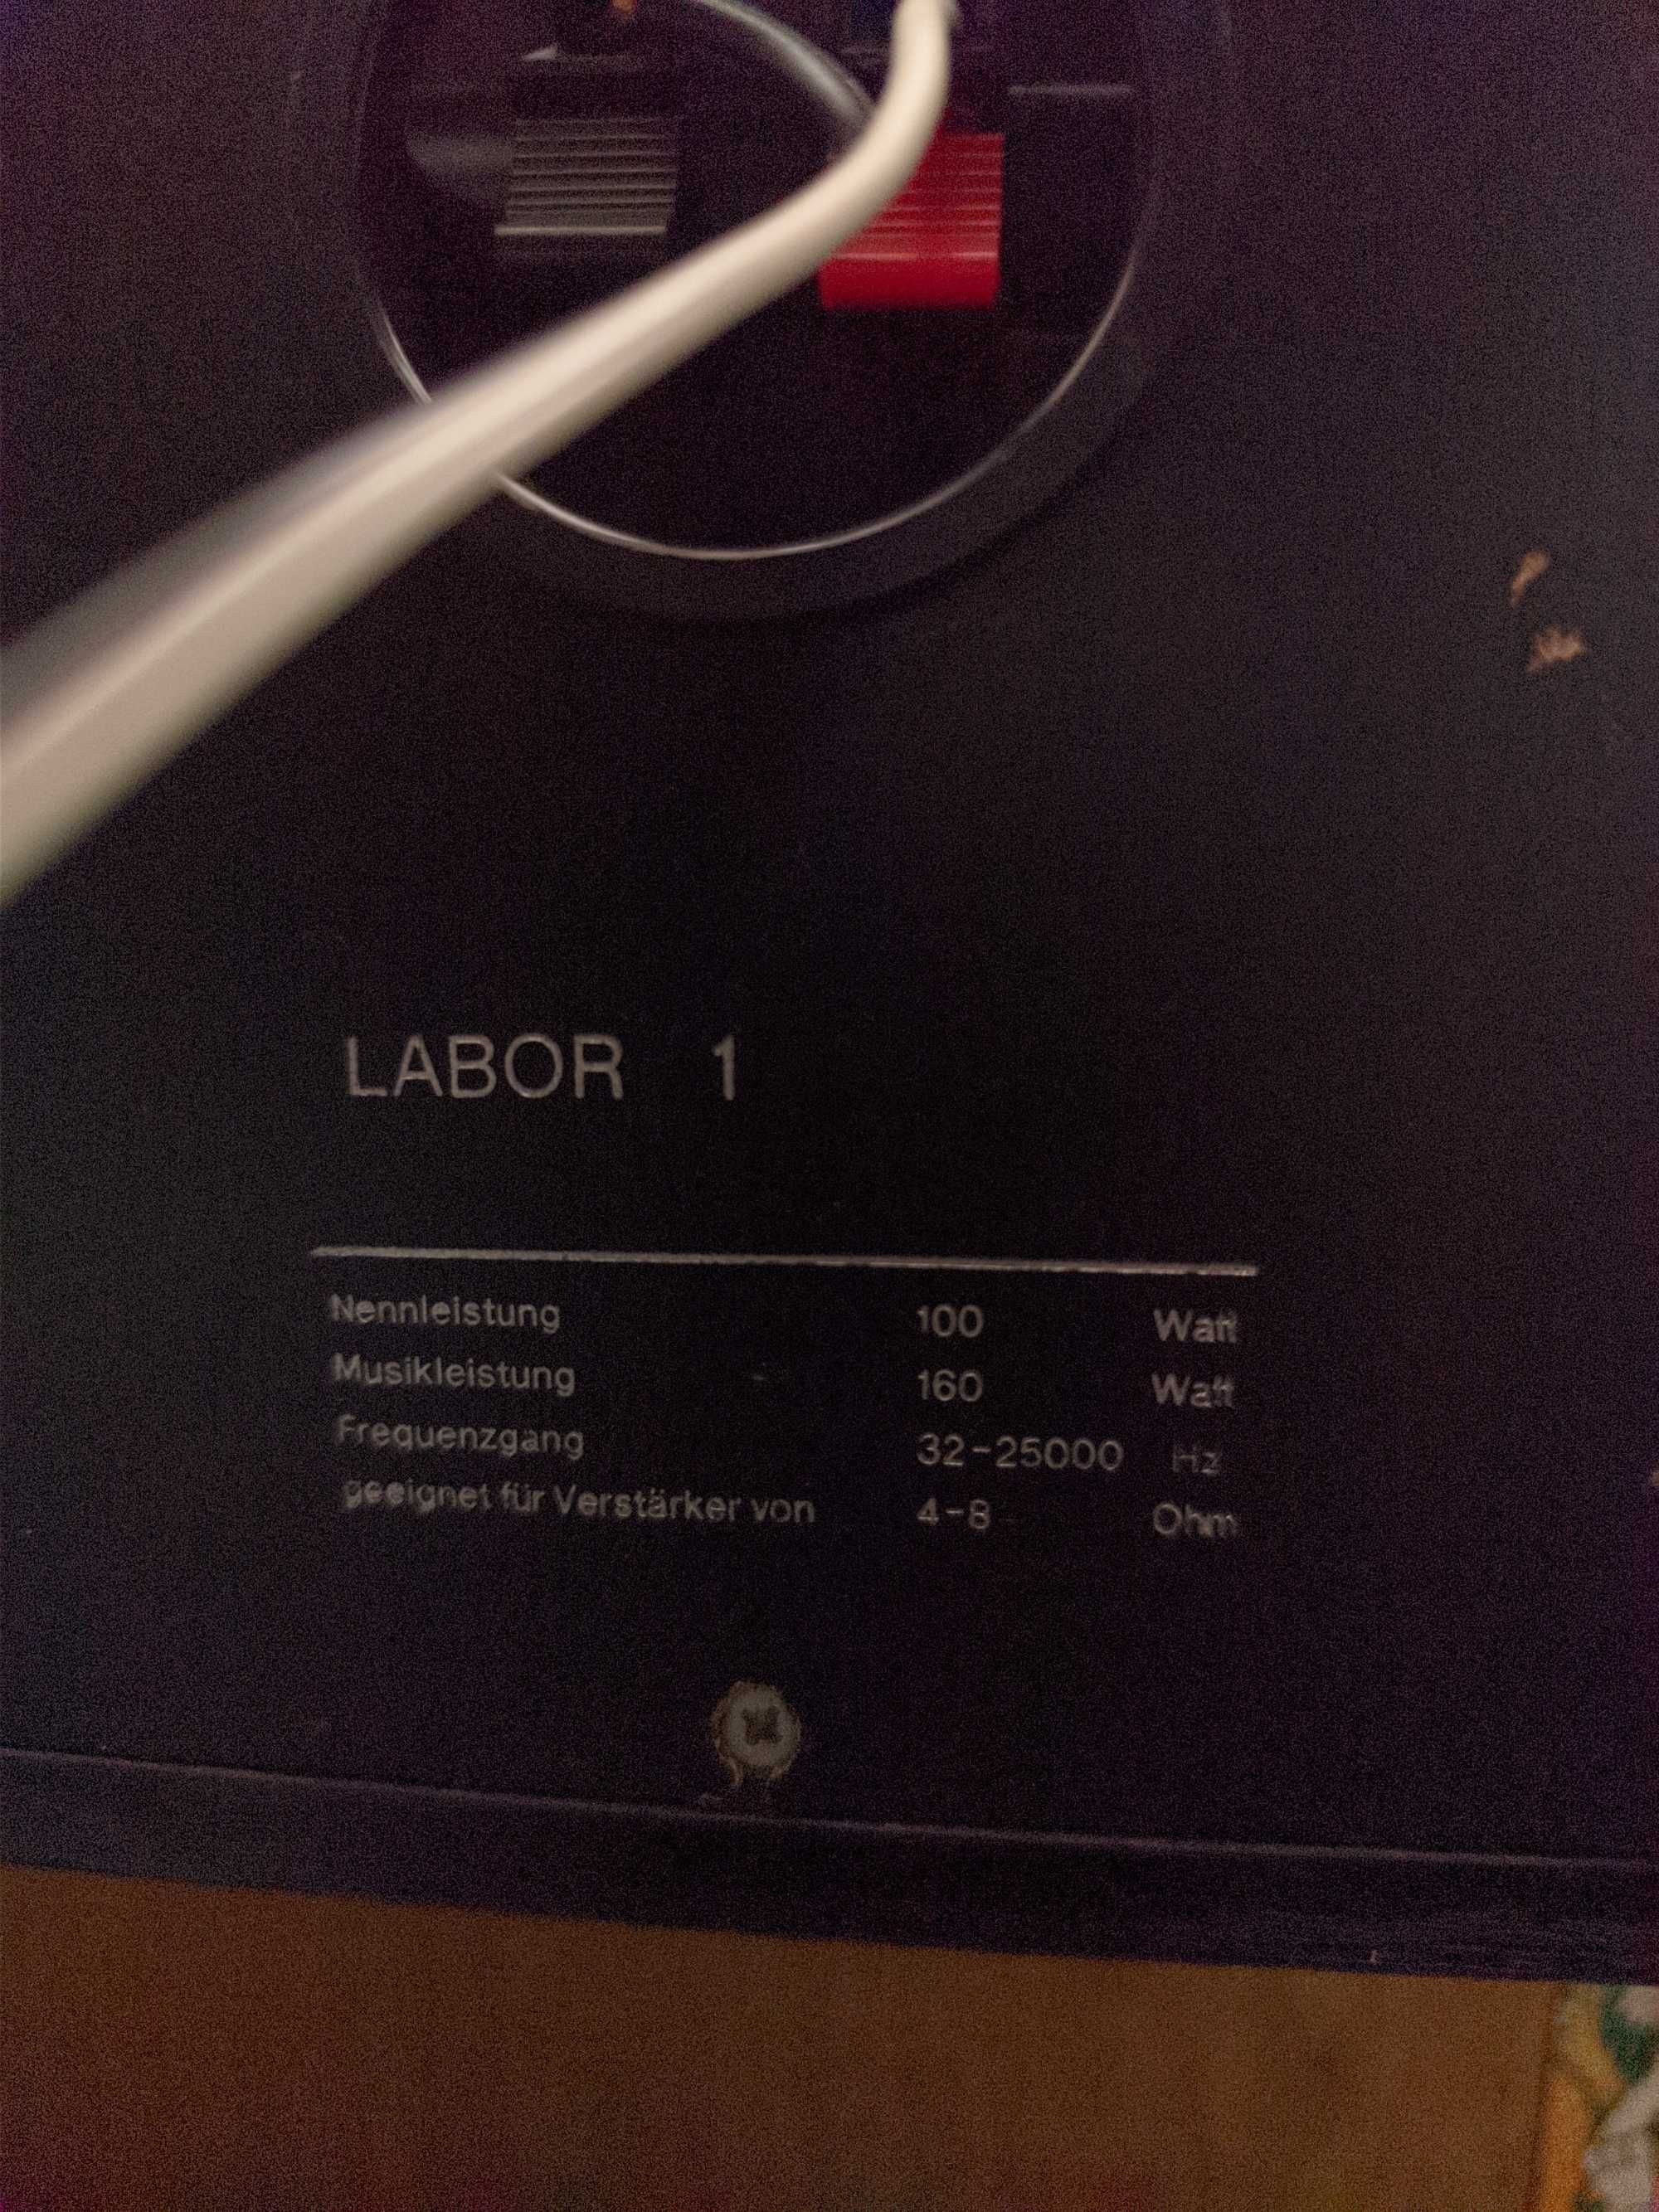 LABOR 1
Nennleistung 100 Watt
Musikleistung 160 Watt
Frequenzgang 32-25000 Hz
geeignet für Verstärker von 4-8 Ohm